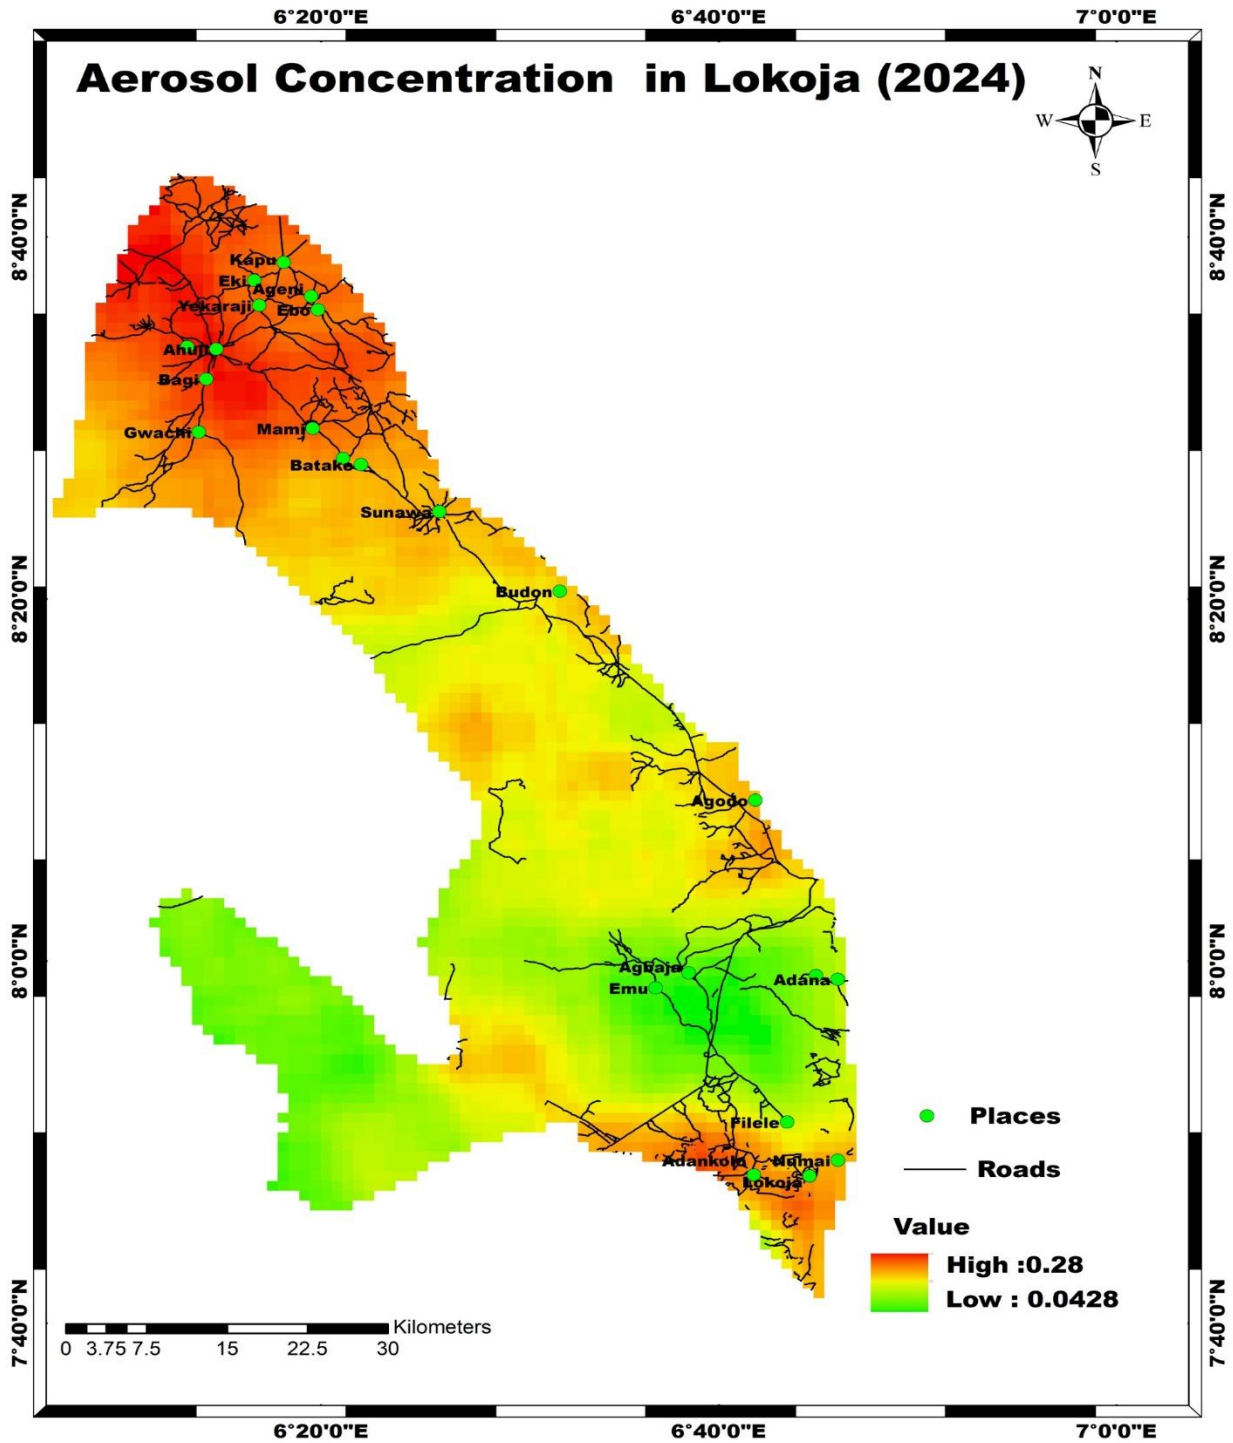 6°20'0"E 6°40'0"E 7°0'0"E
Aerosol Concentration in Lokoja (2024)
N
W E
S
8°40'0"N 8°40'0"N
Kapu
Eki
Ageni
Yekaraji
Ebo
Ahuji
Bagi
Gwachi
Mami
Batake
Sunawa
Budon
8°20'0"N 8°20'0"N
Agodo
8°0'0"N 8°0'0"N
Agbaja
Adana
Emu
Filele
Adankolo
Numai
Lokoja
Places
Roads
Value
High :0.28
Low : 0.0428
7°40'0"N 7°40'0"N
Kilometers
0 3.75 7.5 15 22.5 30
6°20'0"E 6°40'0"E 7°0'0"E